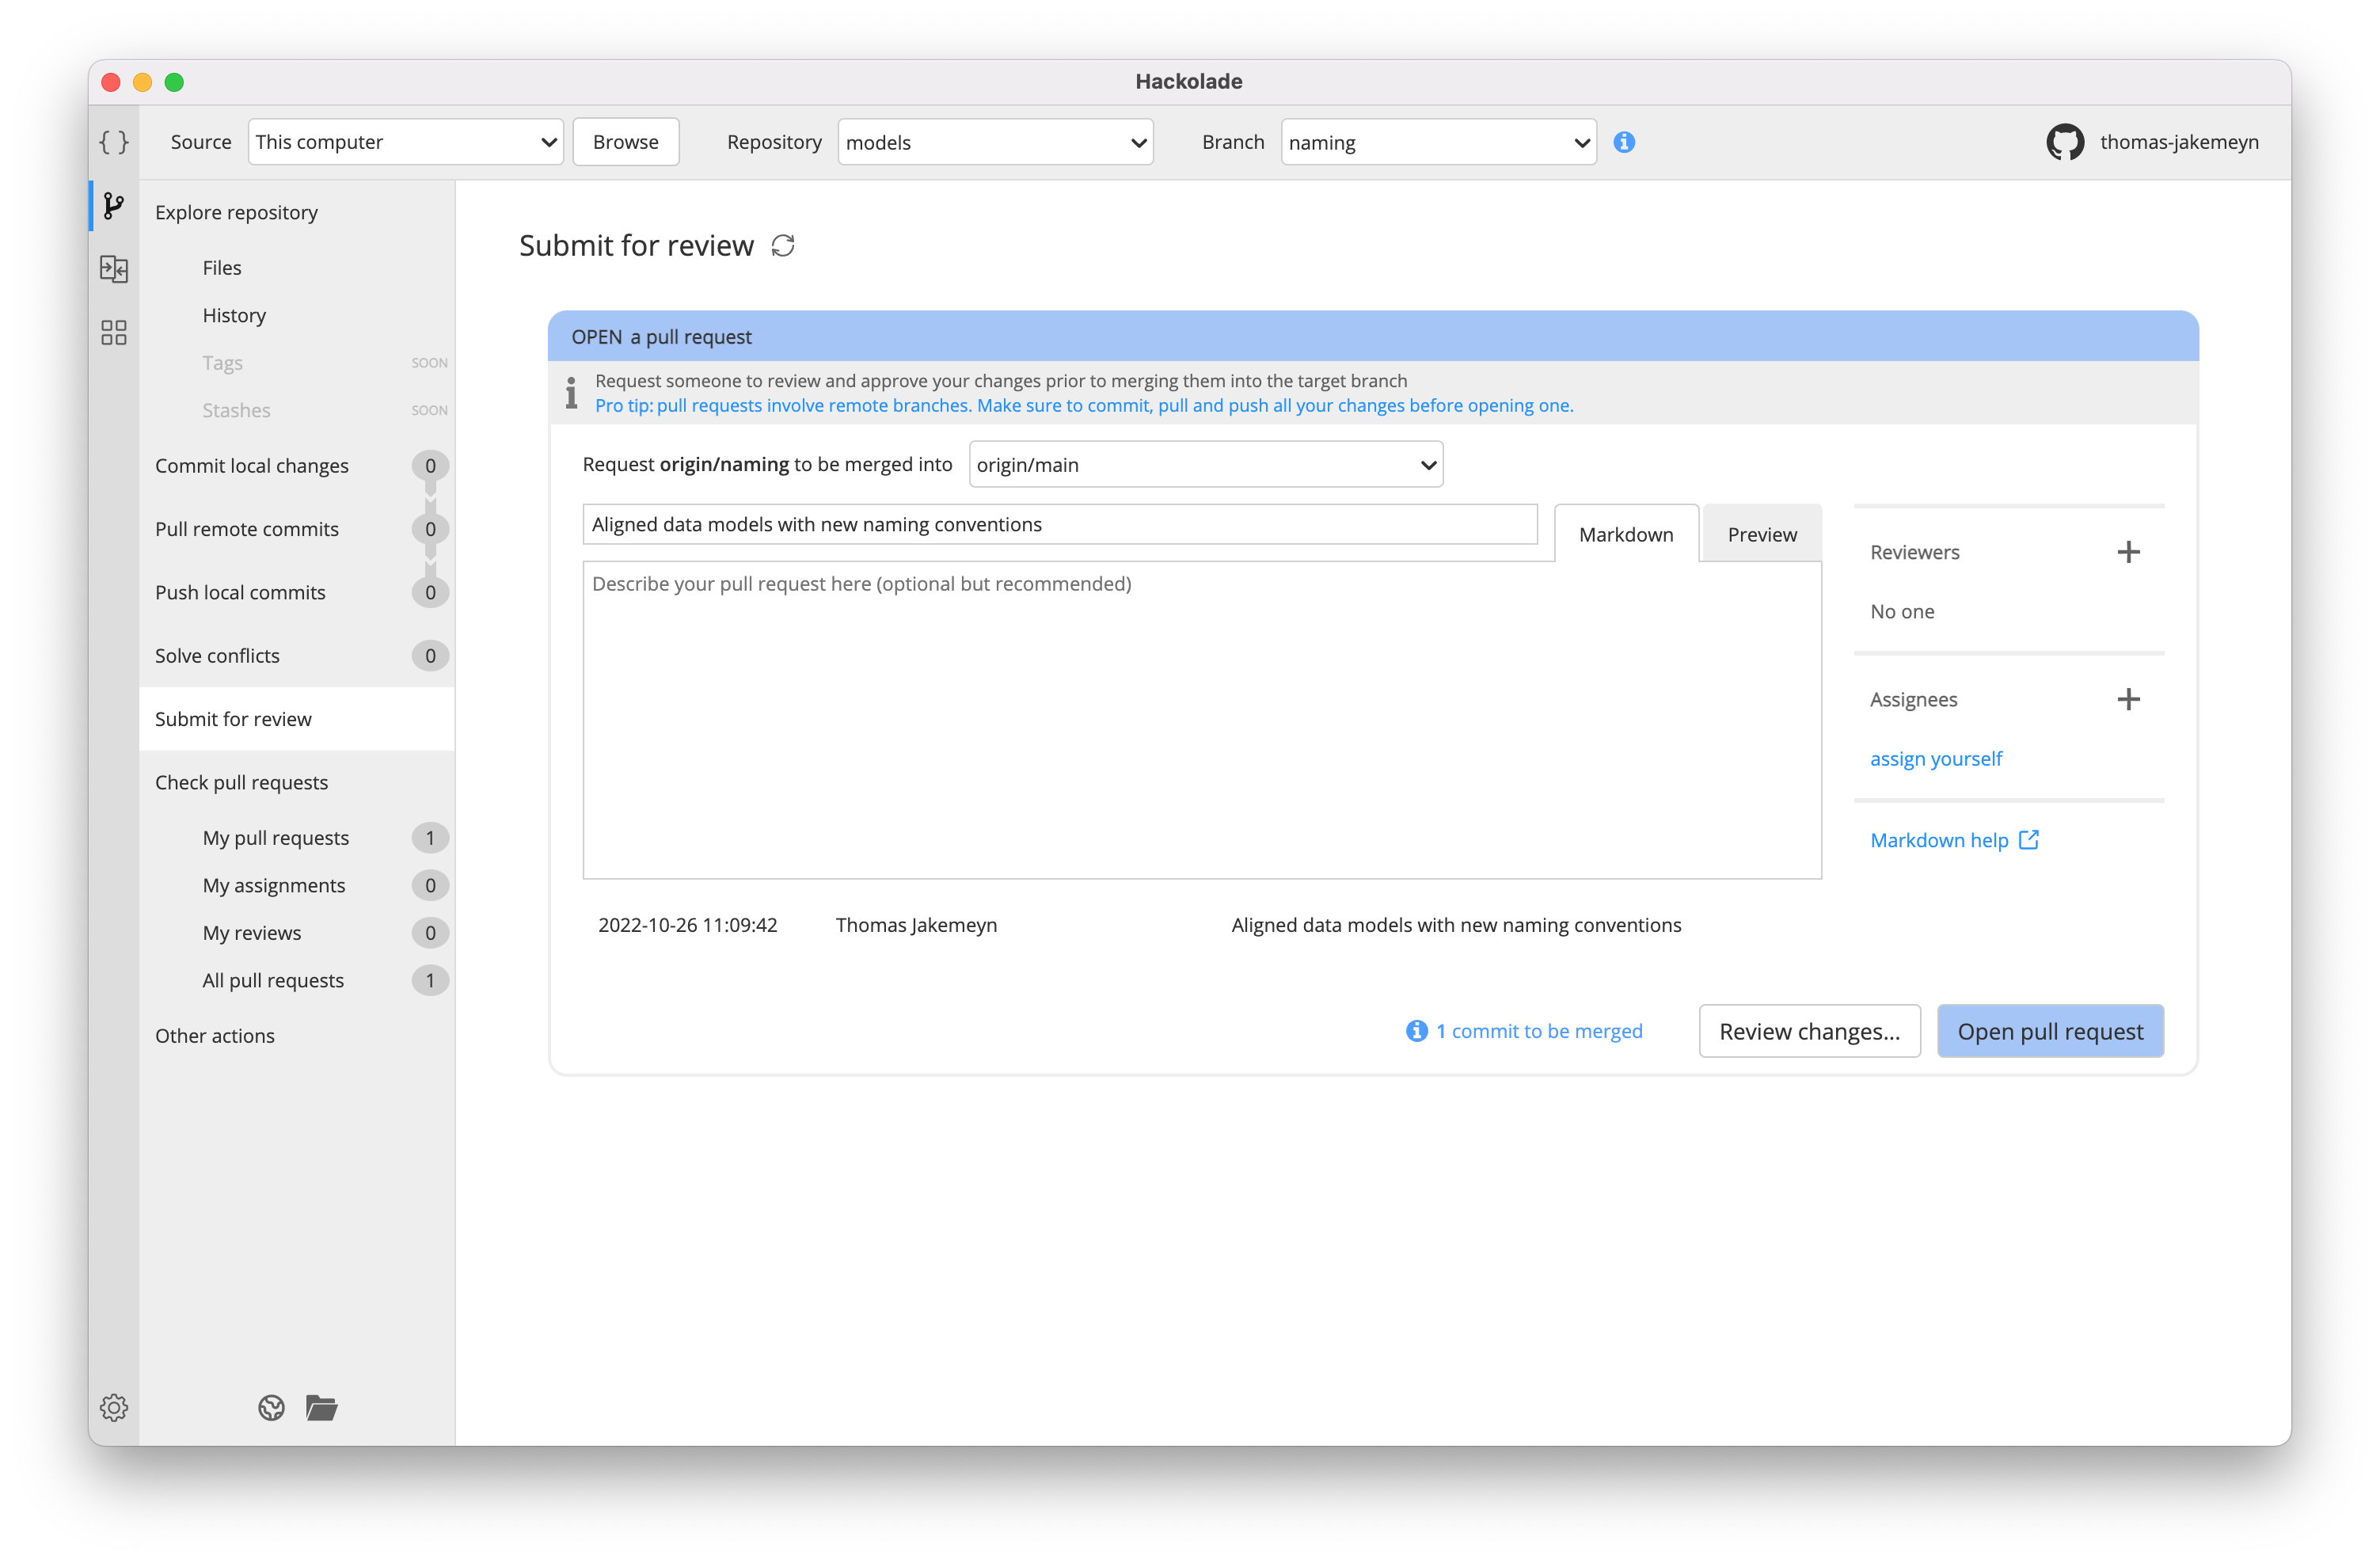 Hackolade
{ }
Source This computer Browse Repository models Branch naming thomas-jakemeyn
Explore repository
Files
History
Tags SOON
Stashes SOON
Commit local changes 0
Pull remote commits 0
Push local commits 0
Solve conflicts 0
Submit for review
Check pull requests
My pull requests 1
My assignments 0
My reviews 0
All pull requests 1
Other actions
Submit for review
OPEN a pull request
Request someone to review and approve your changes prior to merging them into the target branch
Pro tip: pull requests involve remote branches. Make sure to commit, pull and push all your changes before opening one.
Request origin/naming to be merged into origin/main
Aligned data models with new naming conventions
Markdown Preview
Describe your pull request here (optional but recommended)
Reviewers
No one
Assignees
assign yourself
Markdown help
2022-10-26 11:09:42 Thomas Jakemeyn Aligned data models with new naming conventions
1 commit to be merged Review changes... Open pull request